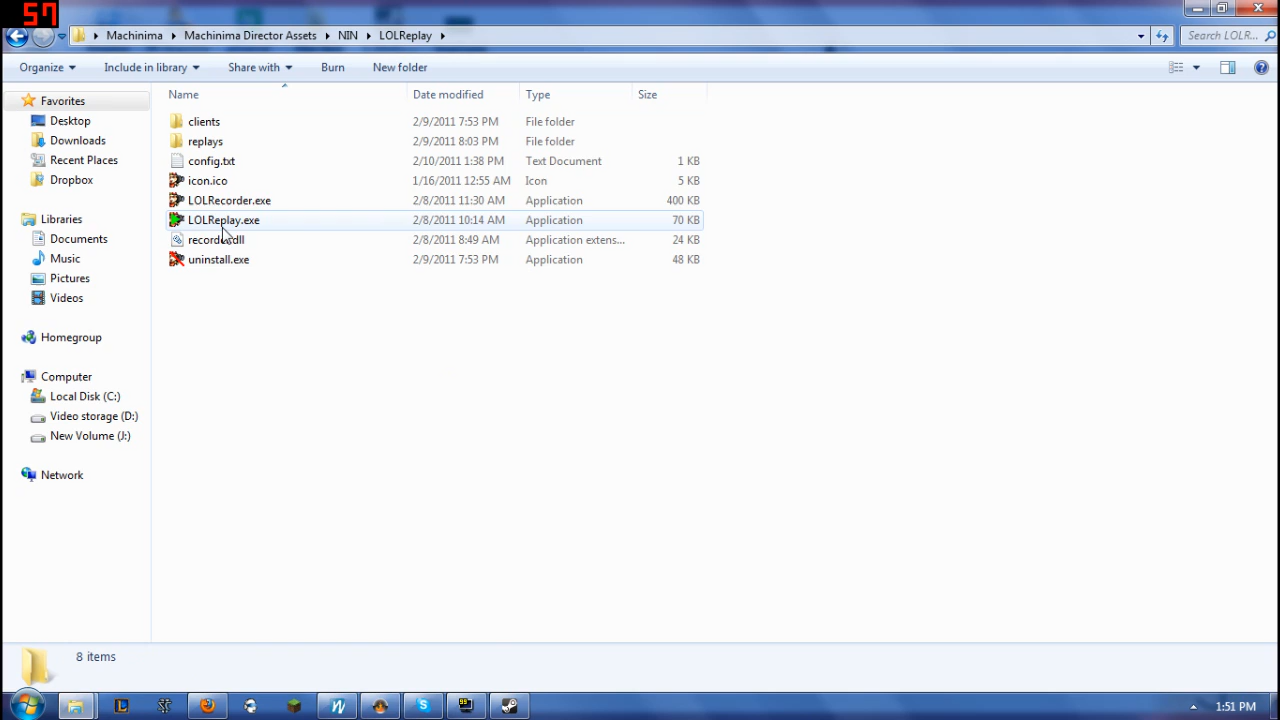 57
Machinima Machinima Director Assets NIN LOLReplay Search LOLR...
Organize Include in library Share with Burn New folder
Name Date modified Type Size
Favorites
Desktop
Downloads
Recent Places
Dropbox
Libraries
Documents
Music
Pictures
Videos
Homegroup
Computer
Local Disk (C:)
Video storage (D:)
New Volume (J:)
Network
clients 2/9/2011 7:53 PM File folder
replays 2/9/2011 8:03 PM File folder
config.txt 2/10/2011 1:38 PM Text Document 1 KB
icon.ico 1/16/2011 12:55 AM Icon 5 KB
LOLRecorder.exe 2/8/2011 11:30 AM Application 400 KB
LOLReplay.exe 2/8/2011 10:14 AM Application 70 KB
2/8/2011 8:49 AM Application extens... 24 KB
uninstall.exe 2/9/2011 7:53 PM Application 48 KB
8 items
1:51 PM